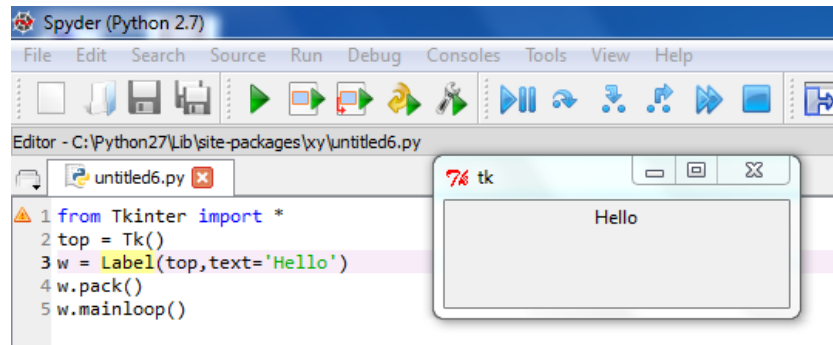 Spyder (Python 2.7)
File Edit Search Source Run Debug Consoles Tools View Help
Editor - C:\Python27\Lib\site-packages\xy\untitled6.py
untitled6.py
1 from Tkinter import *
2 top = Tk()
3 w = Label(top,text='Hello')
4 w.pack()
5 w.mainloop()
tk
Hello